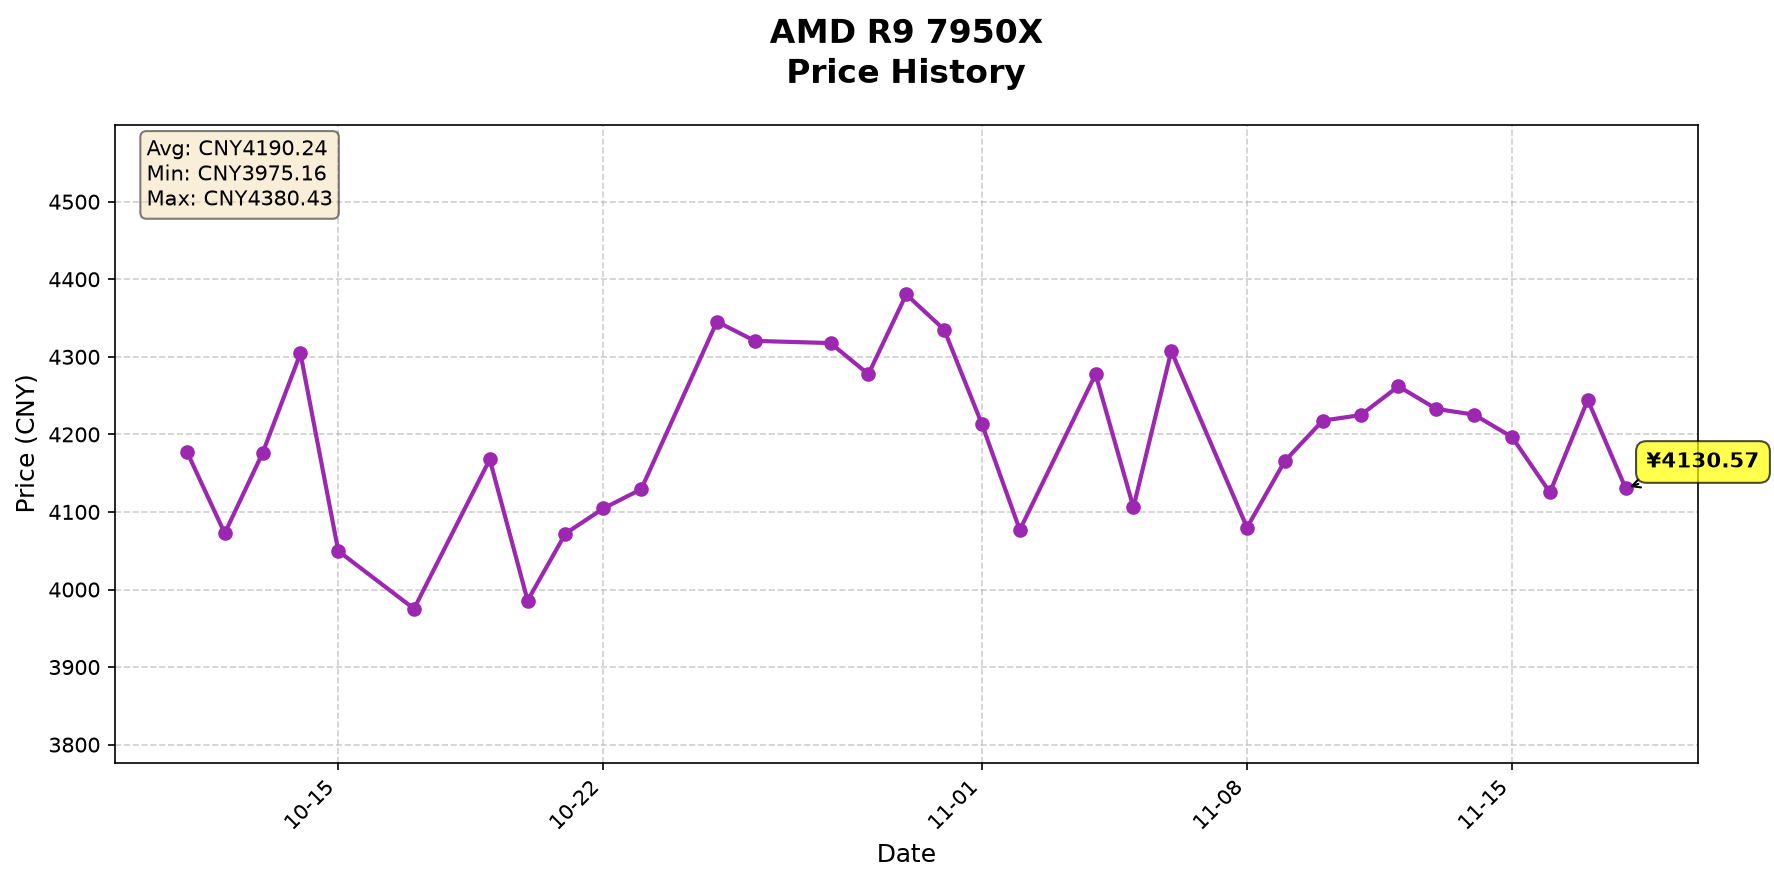 AMD R9 7950X
Price History
Avg: CNY4190.24
Min: CNY3975.16
Max: CNY4380.43
4500
4400
4300
4200
4100
4000
3900
3800
Price (CNY)
¥4130.57
10-15
10-22
11-01
11-08
11-15
Date